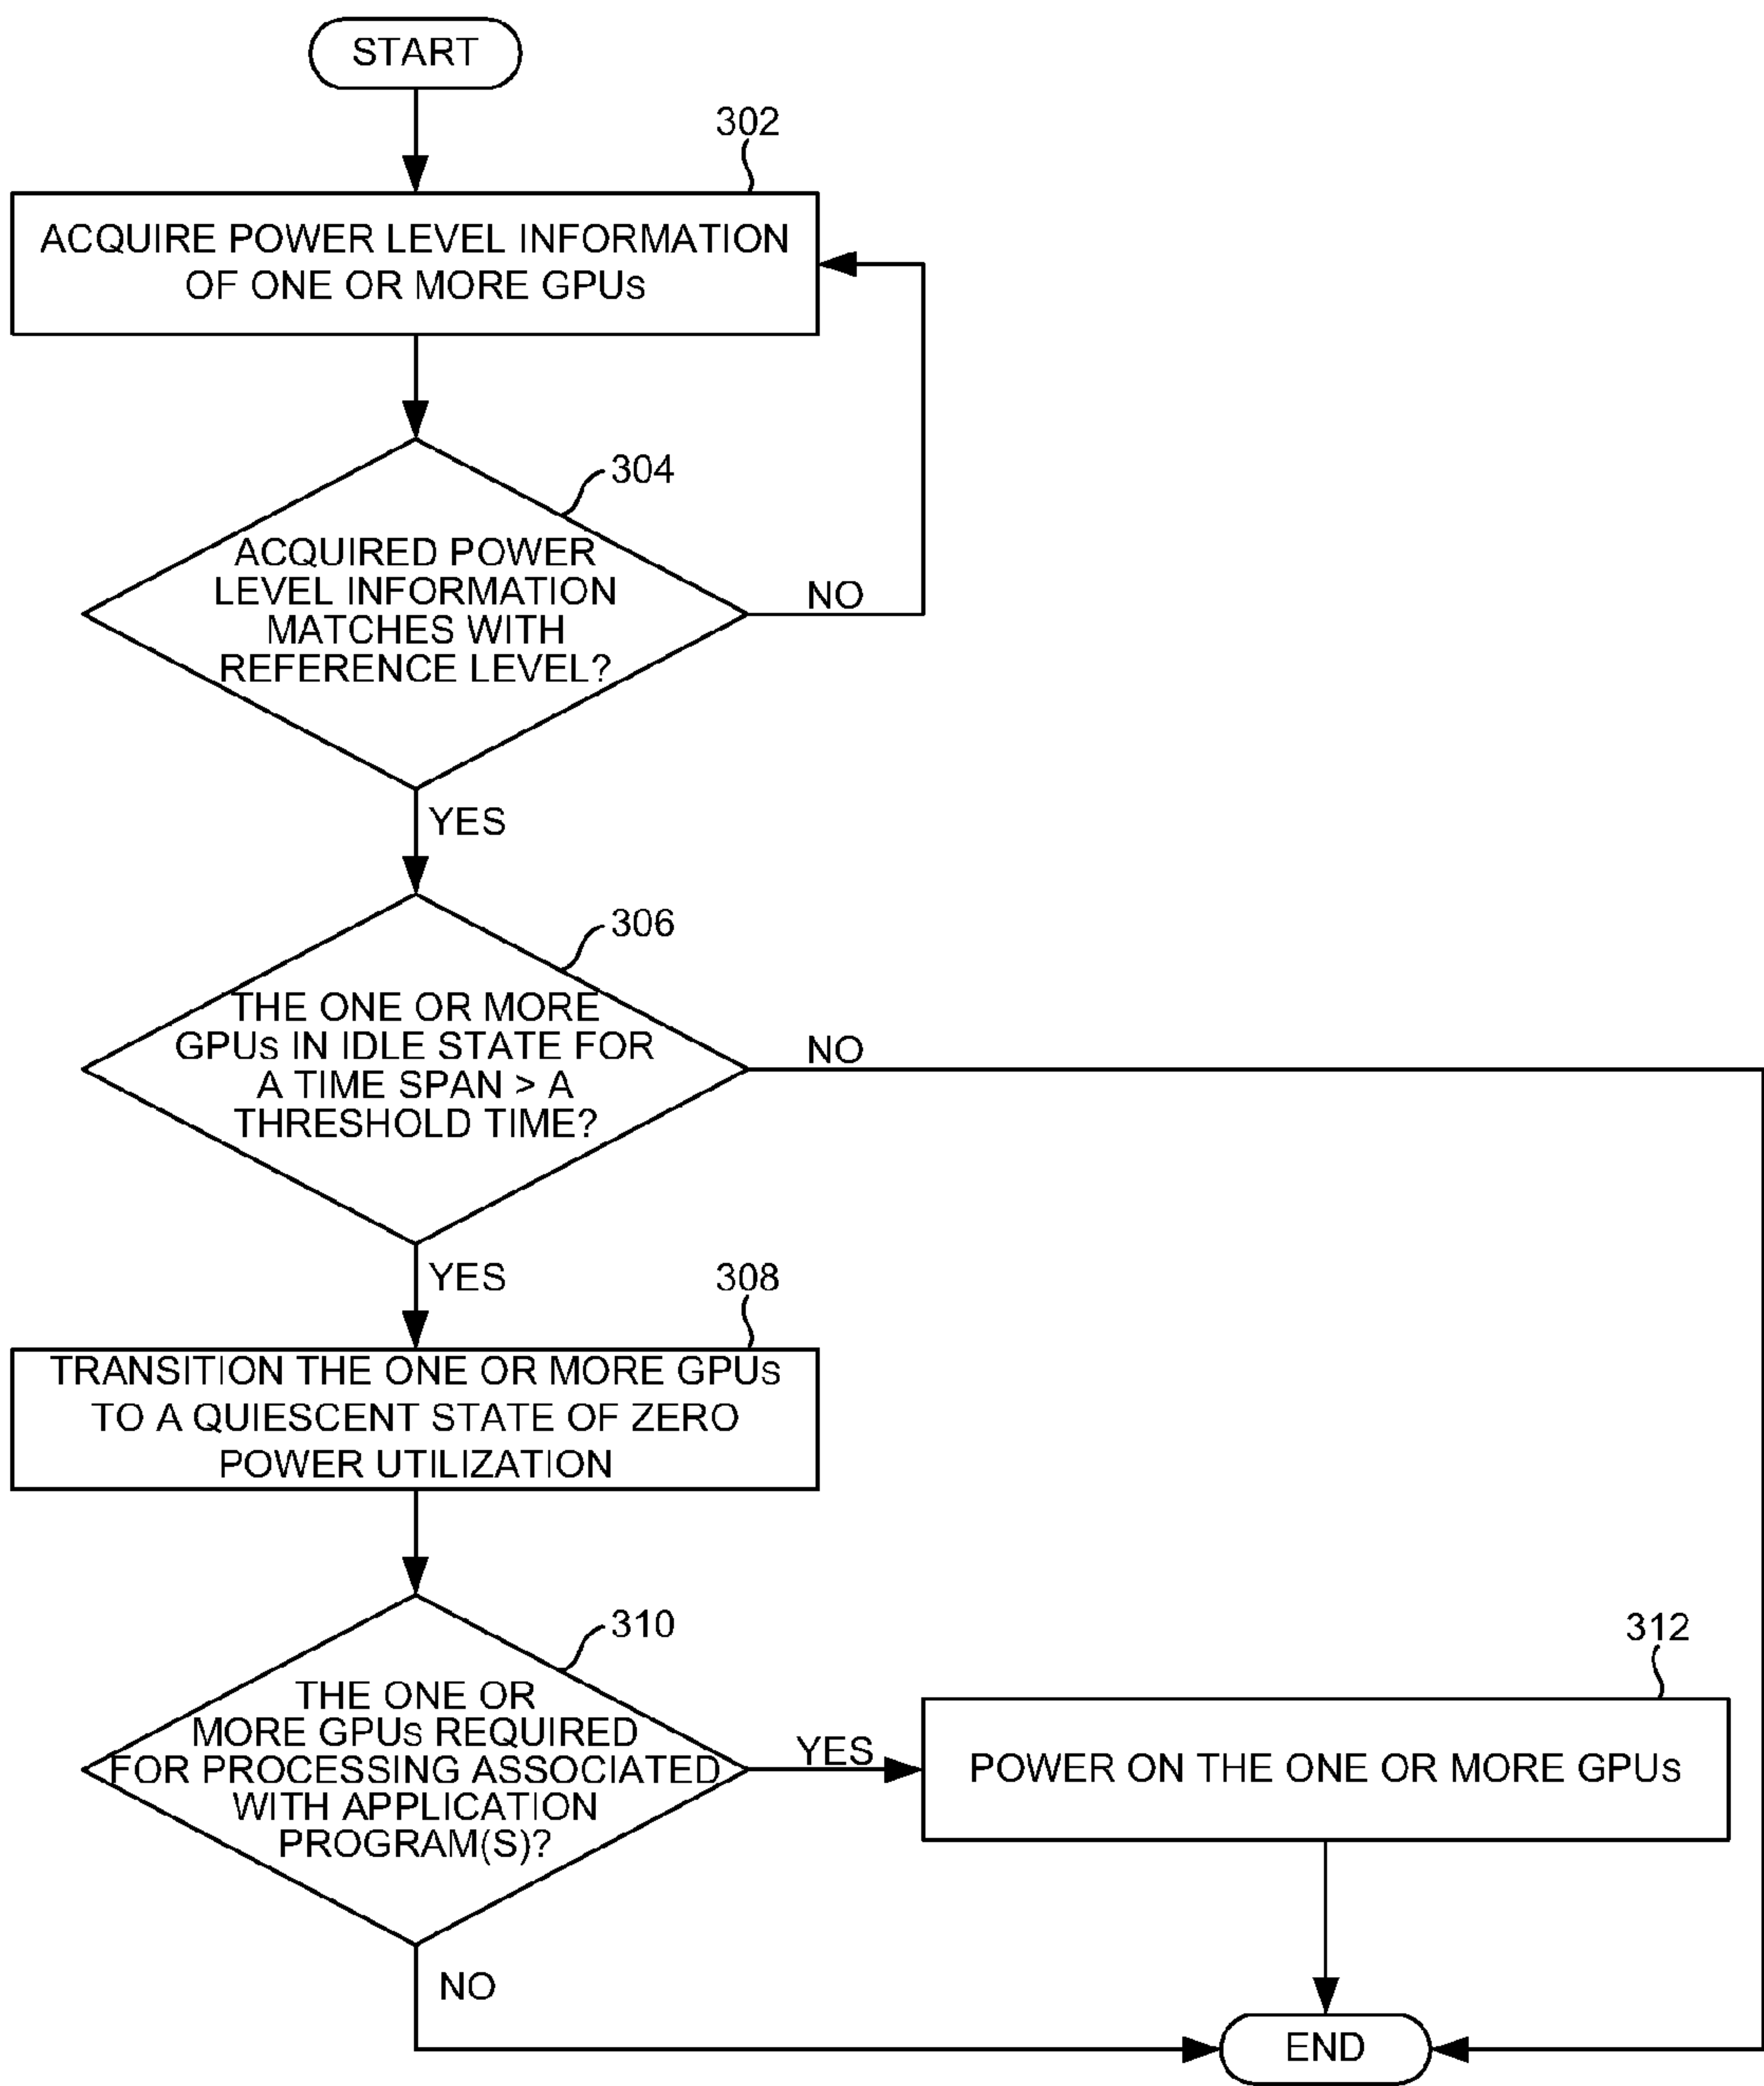 START
302
ACQUIRE POWER LEVEL INFORMATION
OF ONE OR MORE GPUs
304
ACQUIRED POWER
LEVEL INFORMATION
MATCHES WITH
REFERENCE LEVEL?
NO
YES
306
THE ONE OR MORE
GPUs IN IDLE STATE FOR
A TIME SPAN > A
THRESHOLD TIME?
NO
YES
308
TRANSITION THE ONE OR MORE GPUs
TO A QUIESCENT STATE OF ZERO
POWER UTILIZATION
310
THE ONE OR
MORE GPUs REQUIRED
FOR PROCESSING ASSOCIATED
WITH APPLICATION
PROGRAM(S)?
YES
312
POWER ON THE ONE OR MORE GPUs
NO
END